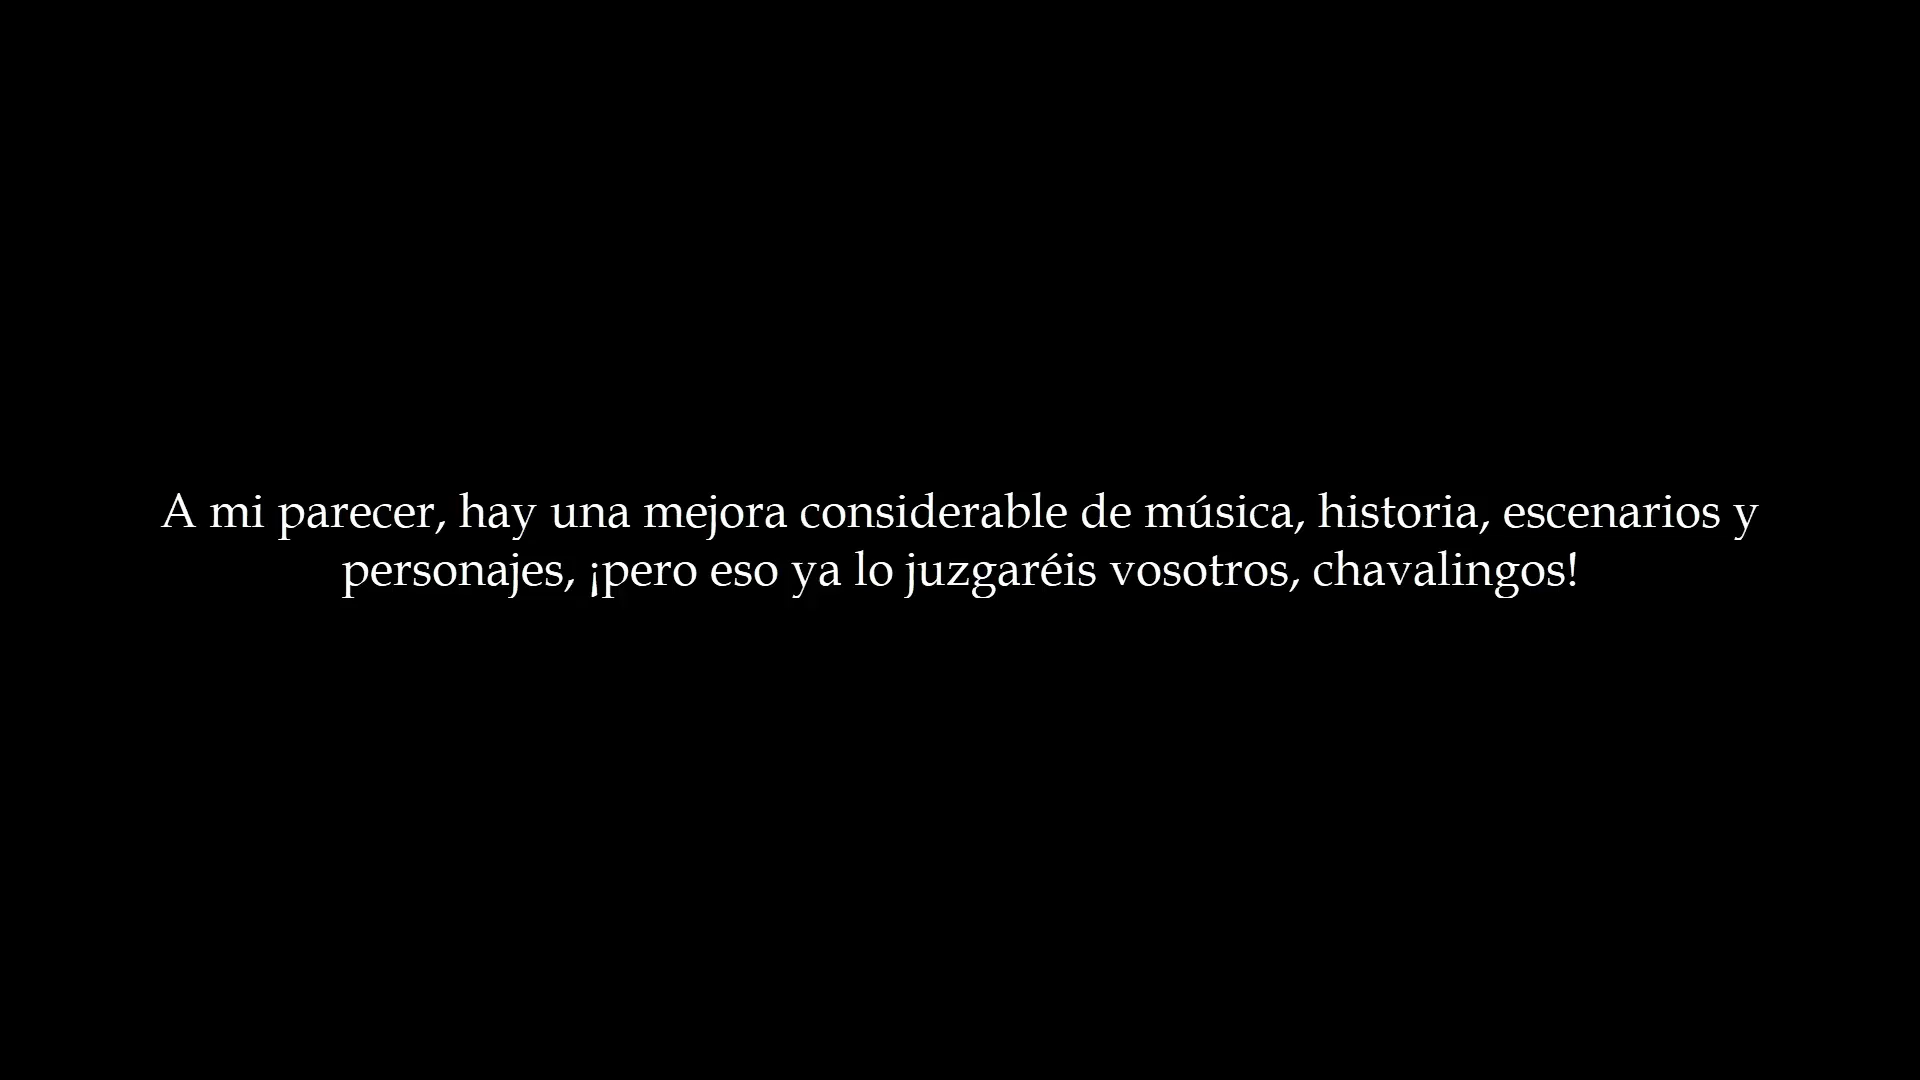 A mi parecer, hay una mejora considerable de música, historia, escenarios y
personajes, ¡pero eso ya lo juzgaréis vosotros, chavalingos!